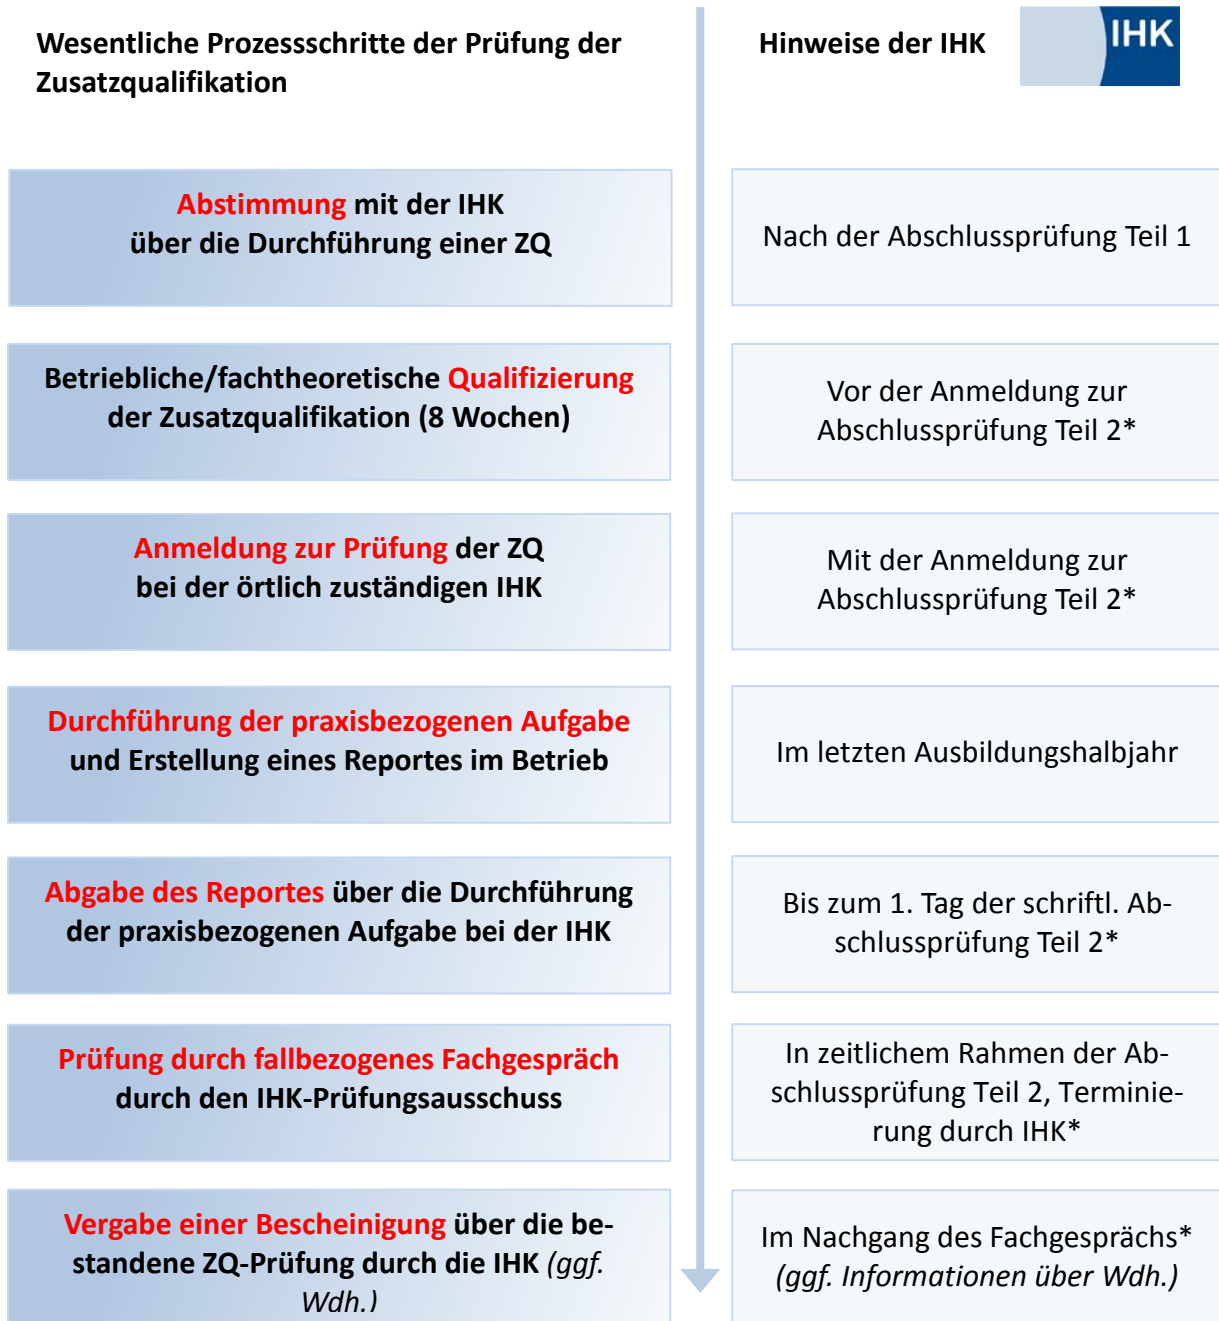 Wesentliche Prozessschritte der Prüfung der
Zusatzqualifikation
Hinweise der IHK
IHK
Abstimmung mit der IHK
über die Durchführung einer ZQ
Nach der Abschlussprüfung Teil 1
Betriebliche/fachtheoretische Qualifizierung
der Zusatzqualifikation (8 Wochen)
Vor der Anmeldung zur
Abschlussprüfung Teil 2*
Anmeldung zur Prüfung der ZQ
bei der örtlich zuständigen IHK
Mit der Anmeldung zur
Abschlussprüfung Teil 2*
Durchführung der praxisbezogenen Aufgabe
und Erstellung eines Reportes im Betrieb
Im letzten Ausbildungshalbjahr
Abgabe des Reportes über die Durchführung
der praxisbezogenen Aufgabe bei der IHK
Bis zum 1. Tag der schriftl. Ab-
schlussprüfung Teil 2*
Prüfung durch fallbezogenes Fachgespräch
durch den IHK-Prüfungsausschuss
In zeitlichem Rahmen der Ab-
schlussprüfung Teil 2, Terminie-
rung durch IHK*
Vergabe einer Bescheinigung über die be-
standene ZQ-Prüfung durch die IHK (ggf.
Wdh.)
Im Nachgang des Fachgesprächs*
(ggf. Informationen über Wdh.)